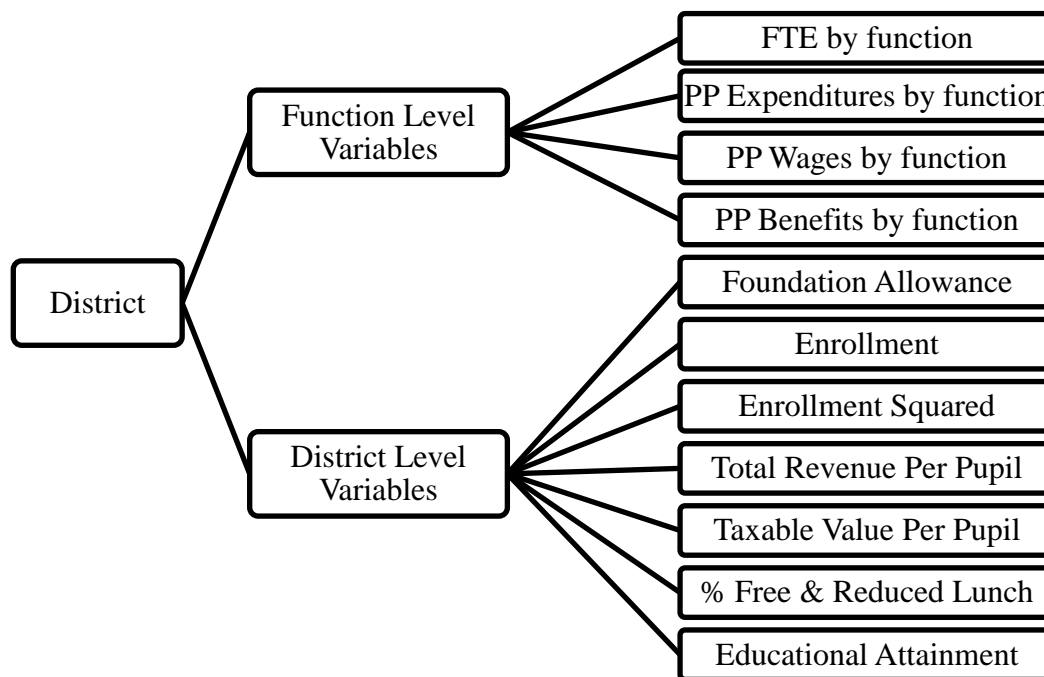 District
Function Level
Variables
FTE by function
PP Expenditures by function
PP Wages by function
PP Benefits by function
District Level
Variables
Foundation Allowance
Enrollment
Enrollment Squared
Total Revenue Per Pupil
Taxable Value Per Pupil
% Free & Reduced Lunch
Educational Attainment